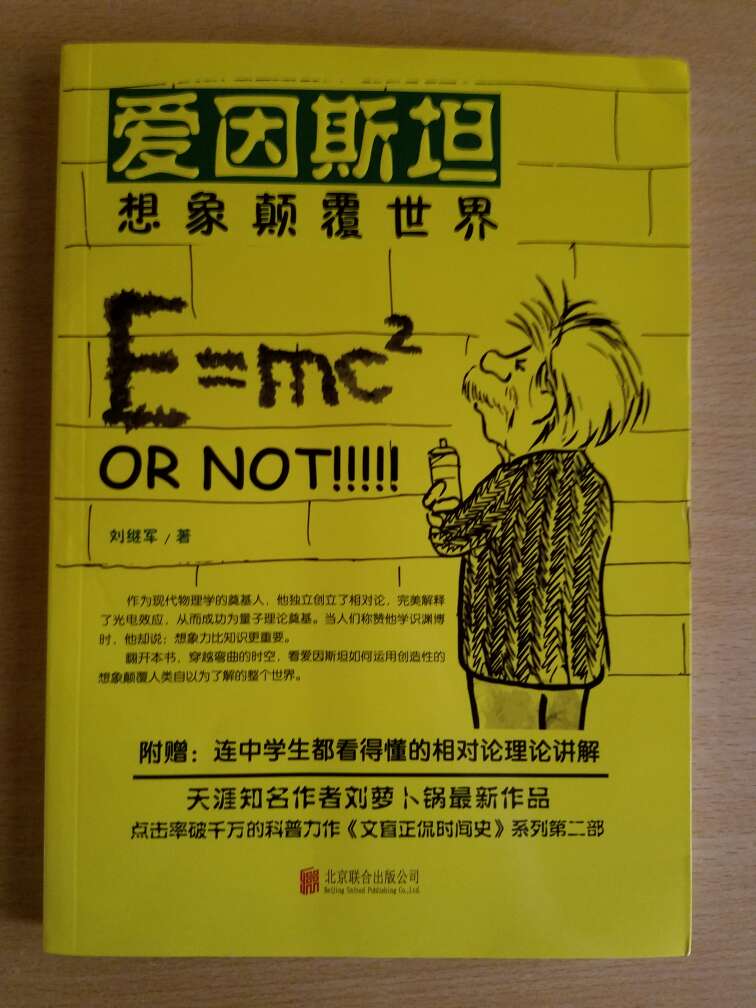 爱因斯坦
想象颠覆世界
E=mc²
OR NOT!!!!!
刘继军 / 著
作为现代物理学的奠基人，他独立创立了相对论，完美解释
了光电效应，从而成功为量子理论奠基。当人们称赞他学识渊博
时，他却说：想象力比知识更重要。
翻开本书，穿越弯曲的时空，看爱因斯坦如何运用创造性的
想象颠覆人类自以为了解的整个世界。
附赠：连中学生都看得懂的相对论理论讲解
天涯知名作者刘萝卜锅最新作品
点击率破千万的科普力作《文盲正侃时间史》系列第二部
北京联合出版公司
Beijing United Publishing Co.,Ltd.